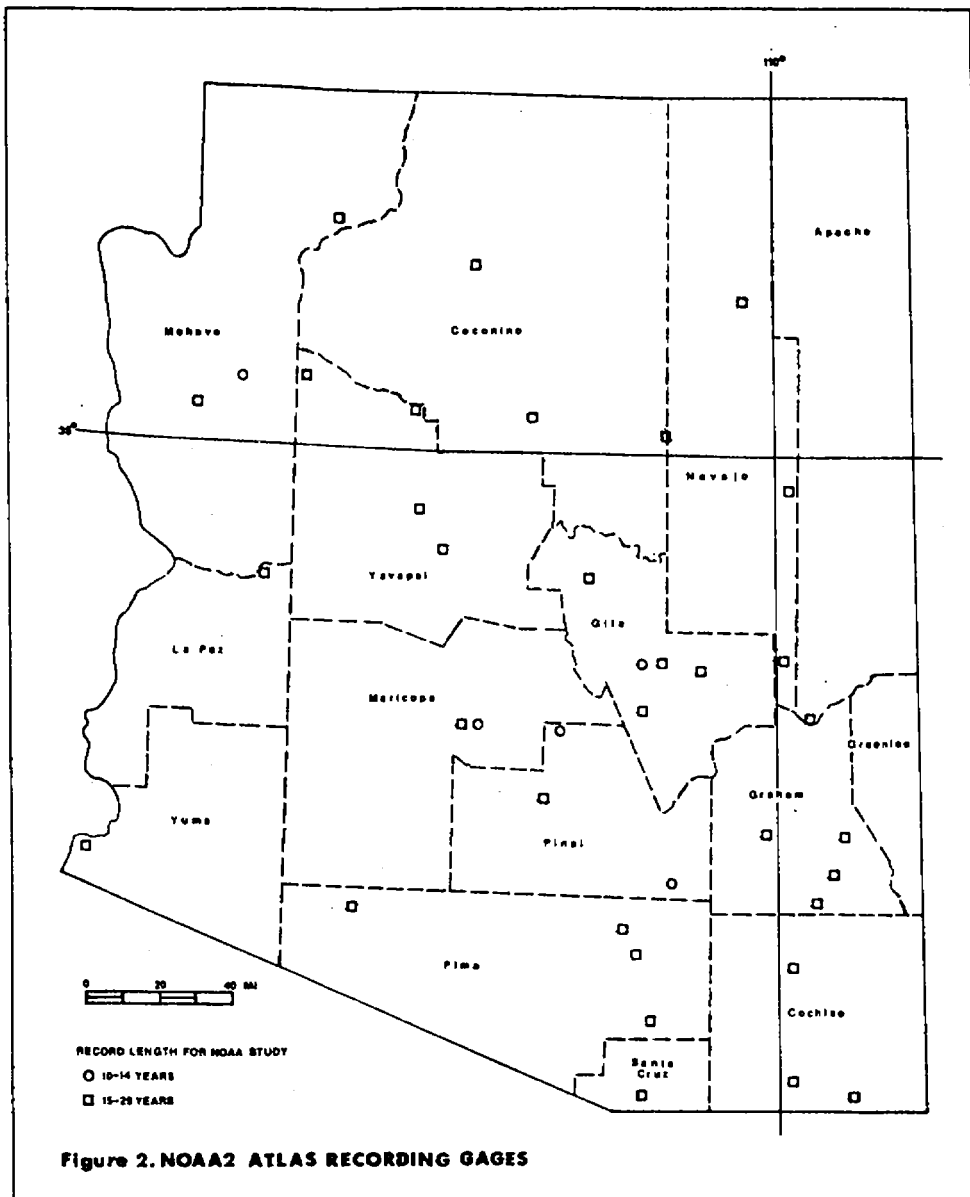 110°
Apache
Mohave
Coconino
35°
Navajo
Yavapai
Gila
La Paz
Maricopa
Greenlee
Graham
Yuma
Pinal
Pima
Cochise
0 20 40 Mi
RECORD LENGTH FOR NOAA STUDY
10-14 YEARS
15-29 YEARS
Santa
Cruz
Figure 2. NOAA2 ATLAS RECORDING GAGES